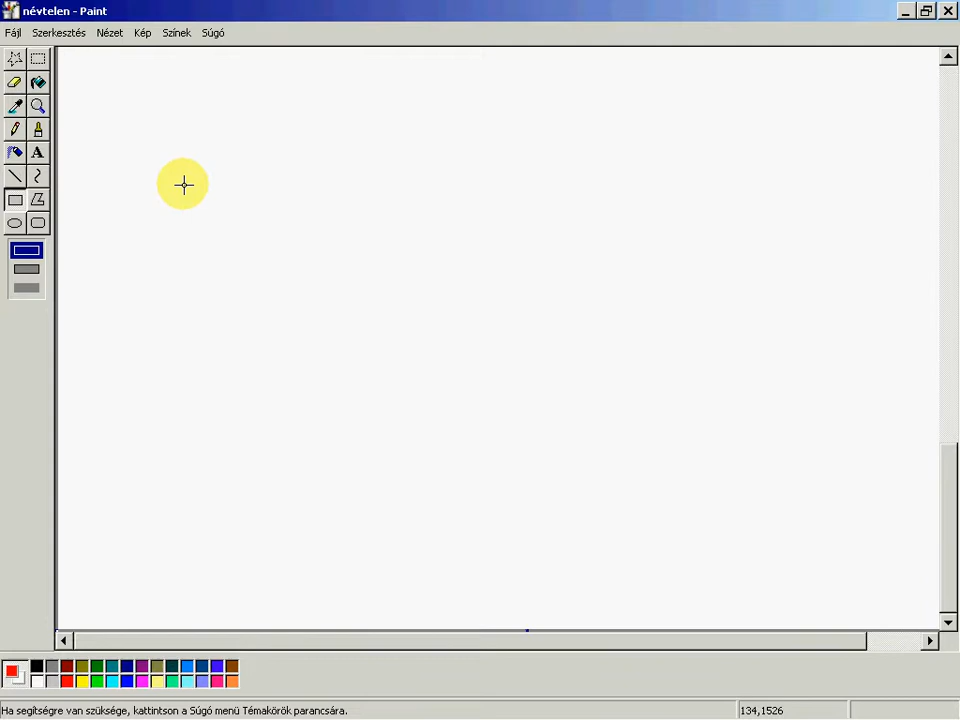 névtelen - Paint
Fájl Szerkesztés Nézet Kép Színek Súgó
A
Ha segítségre van szüksége, kattintson a Súgó menü Témakörök parancsára.
134,1526